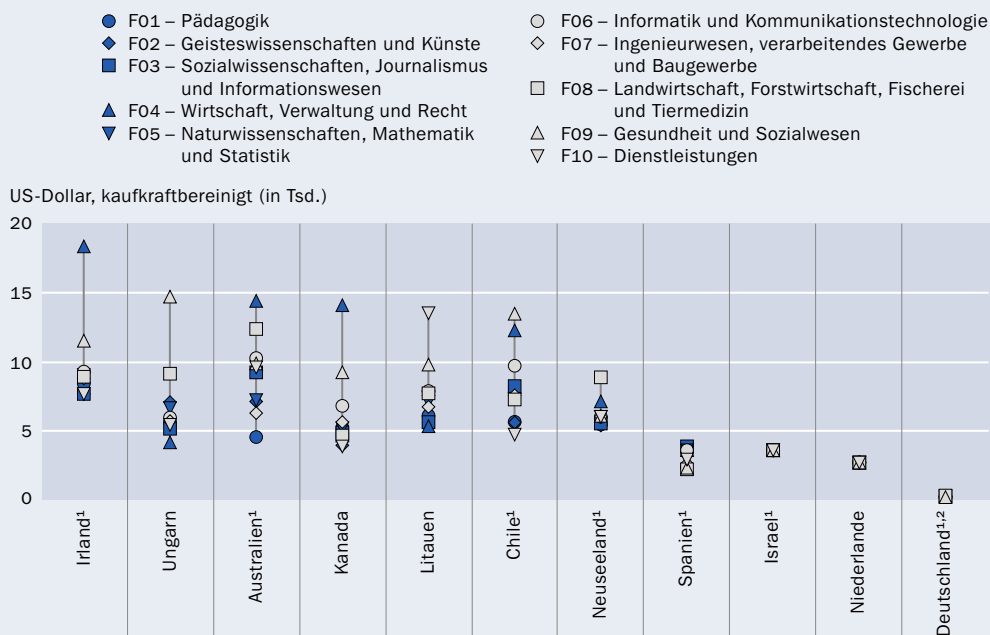 F01 – Pädagogik
F02 – Geisteswissenschaften und Künste
F03 – Sozialwissenschaften, Journalismus
und Informationswesen
F04 – Wirtschaft, Verwaltung und Recht
F05 – Naturwissenschaften, Mathematik
und Statistik
F06 – Informatik und Kommunikationstechnologie
F07 – Ingenieurwesen, verarbeitendes Gewerbe
und Baugewerbe
F08 – Landwirtschaft, Forstwirtschaft, Fischerei
und Tiermedizin
F09 – Gesundheit und Sozialwesen
F10 – Dienstleistungen
US-Dollar, kaufkraftbereinigt (in Tsd.)
20
15
10
5
0
Irland¹
Ungarn
Australien¹
Kanada
Litauen
Chile¹
Neuseeland¹
Spanien¹
Israel¹
Niederlande
Deutschland¹,²